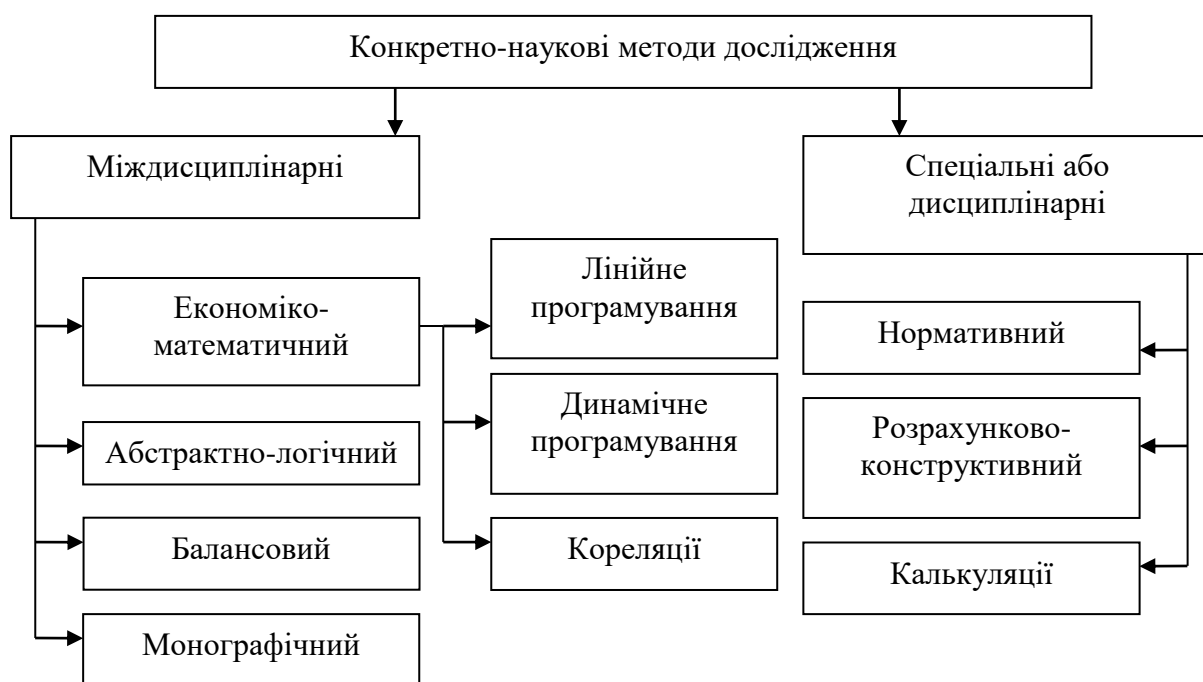 Конкретно-наукові методи дослідження
Міждисциплінарні
Спеціальні або
дисциплінарні
Економіко-
математичний
Абстрактно-логічний
Балансовий
Монографічний
Лінійне
програмування
Динамічне
програмування
Кореляції
Нормативний
Розрахунково-
конструктивний
Калькуляції